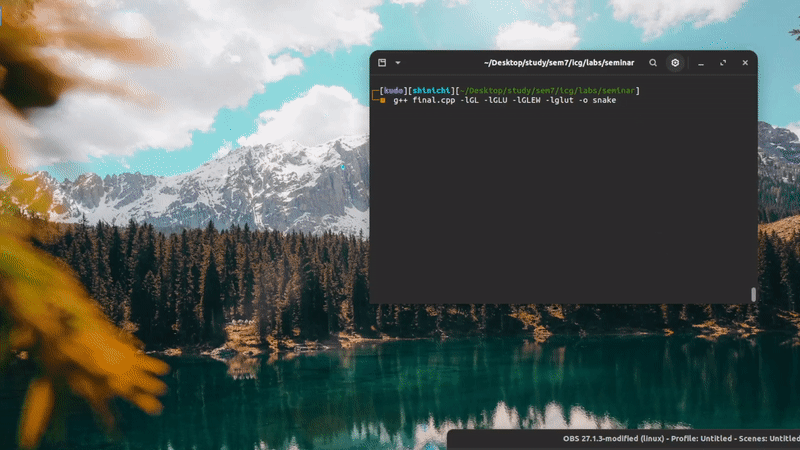 ~/Desktop/study/sem7/icg/labs/seminar
[kudo][shinichi][~/Desktop/study/sem7/icg/labs/seminar]
g++ final.cpp -lGL -lGLU -lGLEW -lglut -o snake
OBS 27.1.3-modified (linux) - Profile: Untitled - Scenes: Untitled